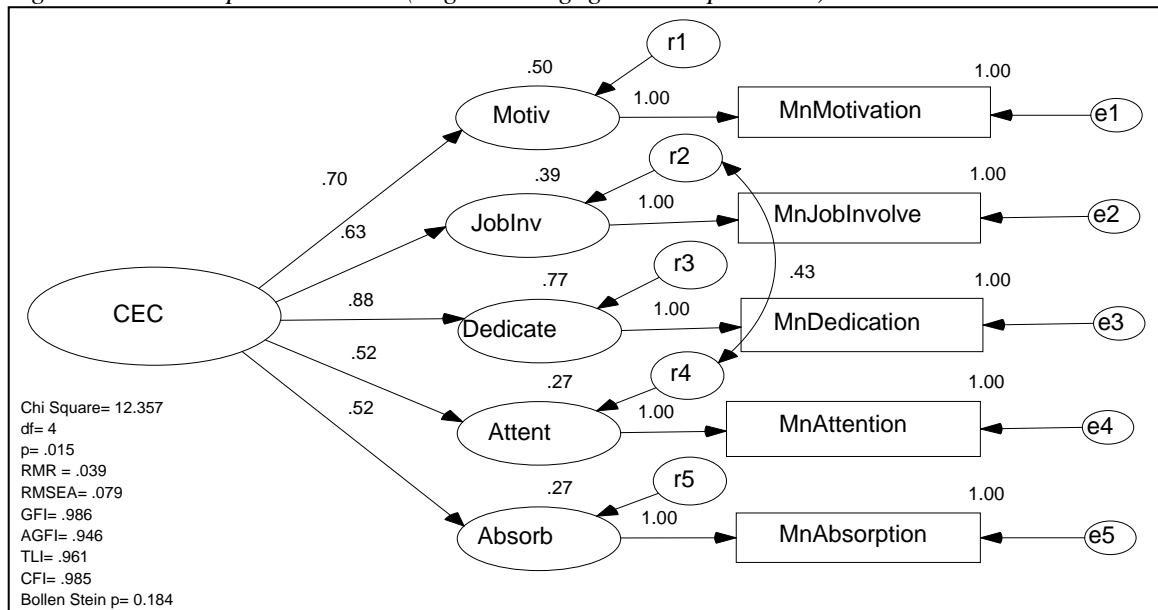 .50
r1
1.00
1.00
Motiv
MnMotivation
e1
.70
.39
r2
1.00
1.00
JobInv
MnJobInvolve
e2
.63
.77
r3
.43
1.00
1.00
CEC
.88
Dedicate
MnDedication
e3
.52
.27
r4
1.00
1.00
Attent
MnAttention
e4
.52
.27
r5
1.00
1.00
Absorb
MnAbsorption
e5
Chi Square= 12.357
df= 4
p= .015
RMR = .039
RMSEA= .079
GFI= .986
AGFI= .946
TLI= .961
CFI= .985
Bollen Stein p= 0.184